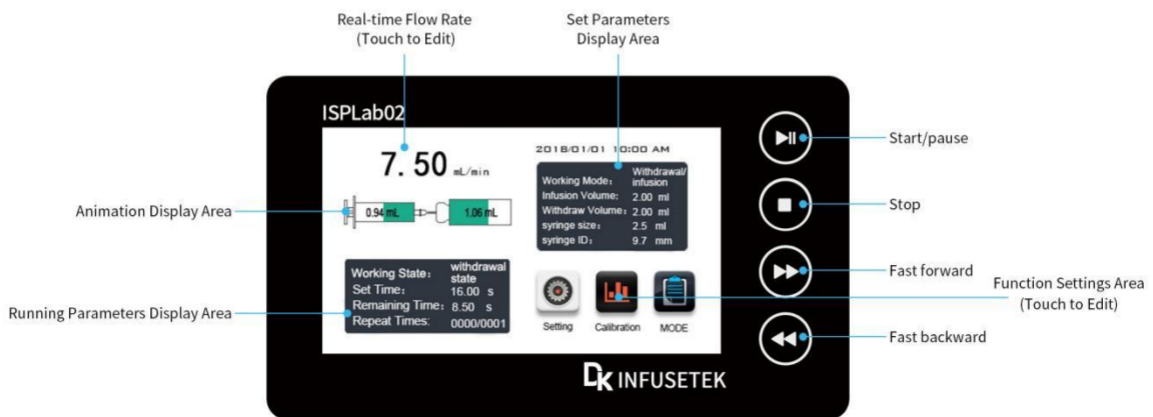 Real-time Flow Rate
(Touch to Edit)
Set Parameters
Display Area
ISPLab02
7.50 mL/min
2018/01/01 10:00 AM
Working Mode: Withdrawal/
infusion
Infusion Volume: 2.00 ml
Withdraw Volume: 2.00 ml
syringe size: 2.5 ml
syringe ID: 9.7 mm
Animation Display Area
0.94 mL
1.06 mL
Working State: withdrawal
state
Set Time: 16.00 s
Remaining Time: 8.50 s
Repeat Times: 0000/0001
Running Parameters Display Area
Setting
Calibration
MODE
DK INFUSETEK
Start/pause
Stop
Fast forward
Function Settings Area
(Touch to Edit)
Fast backward